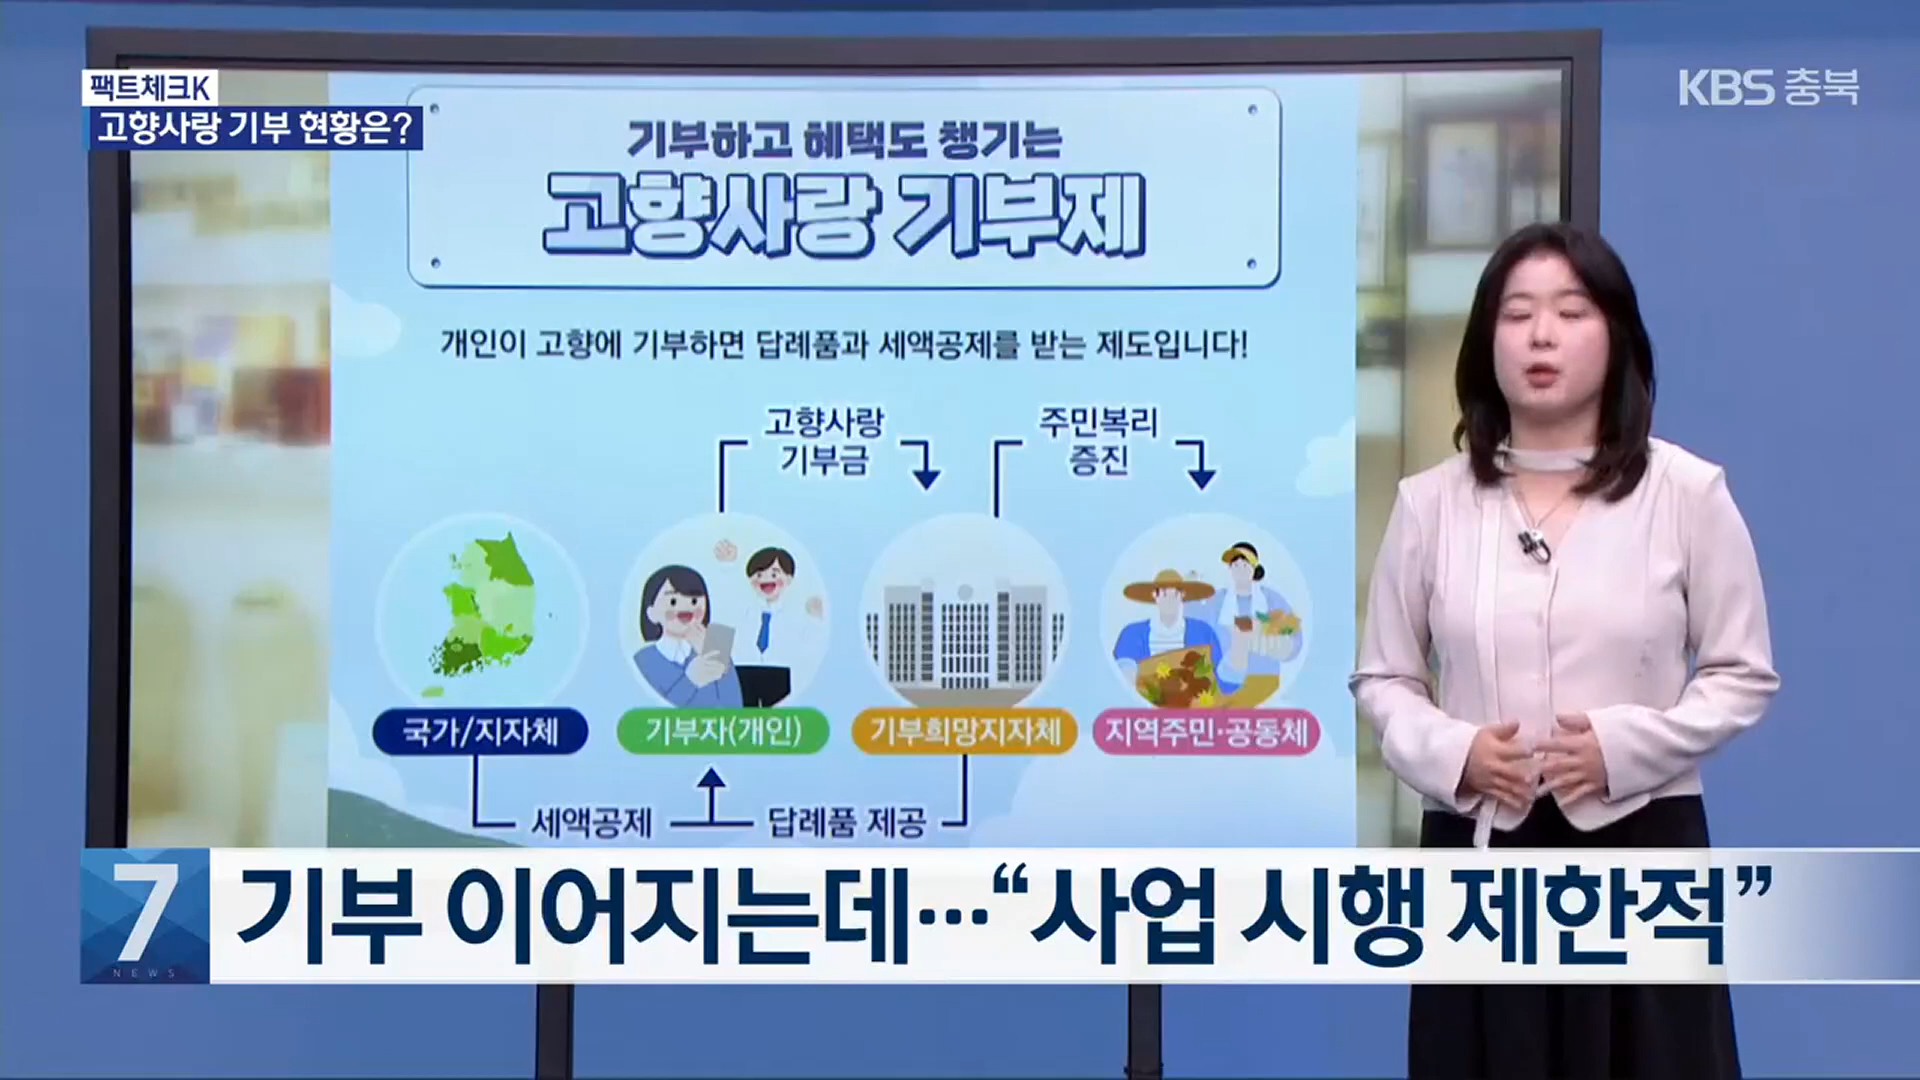 팩트체크K
고향사랑 기부 현황은?
KBS 충북
기부하고 혜택도 챙기는
고향사랑 기부제
개인이 고향에 기부하면 답례품과 세액공제를 받는 제도입니다!
고향사랑
기부금
주민복리
증진
국가/지자체
기부자(개인)
기부희망지자체
지역주민·공동체
세액공제
답례품 제공
7
NEWS
기부 이어지는데…“사업 시행 제한적”